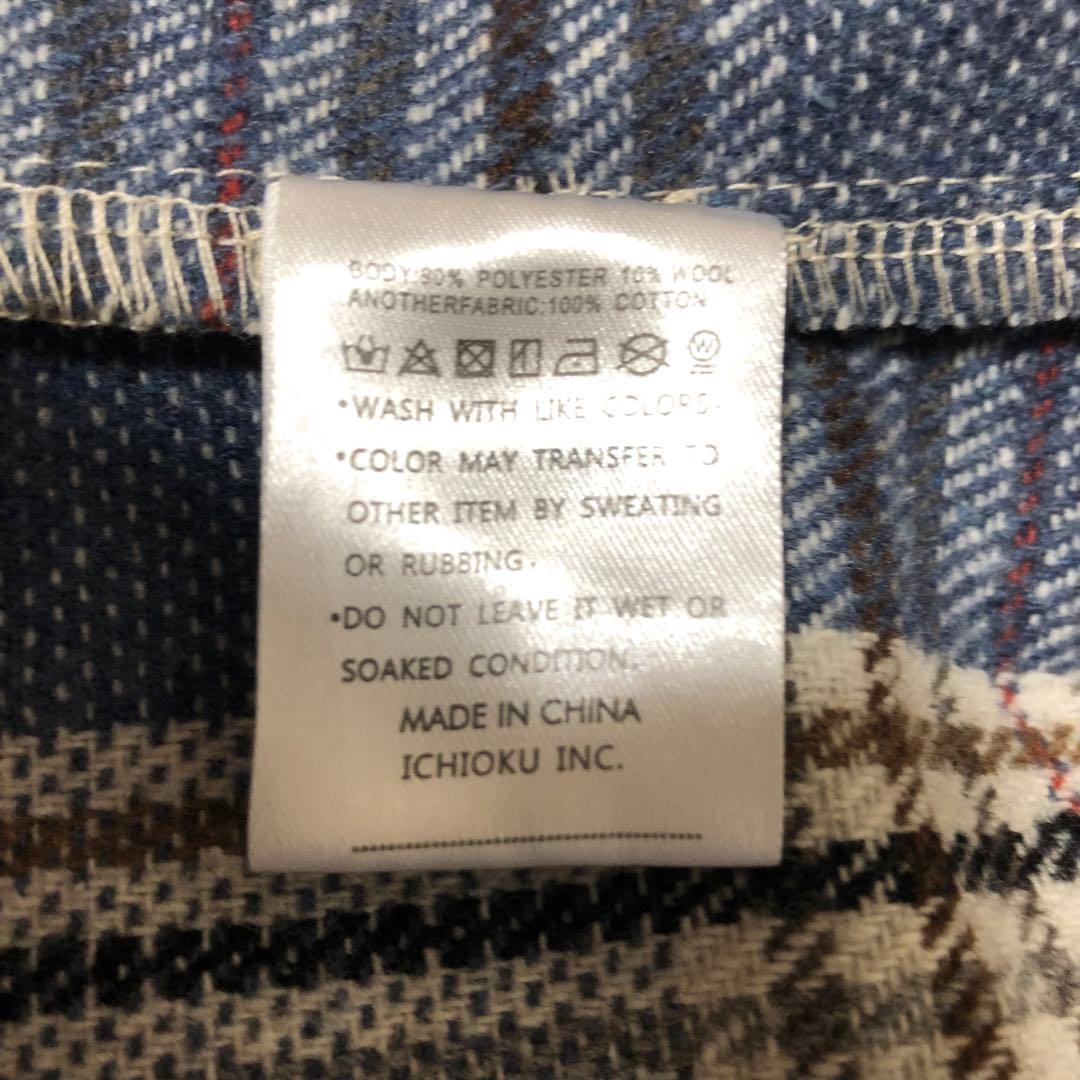 BODY:90% POLYESTER 10% WOOL
ANOTHERFABRIC:100% COTTON
W
•WASH WITH LIKE COLORS.
•COLOR MAY TRANSFER TO
OTHER ITEM BY SWEATING
OR RUBBING.
•DO NOT LEAVE IT WET OR
SOAKED CONDITION.
MADE IN CHINA
ICHIOKU INC.